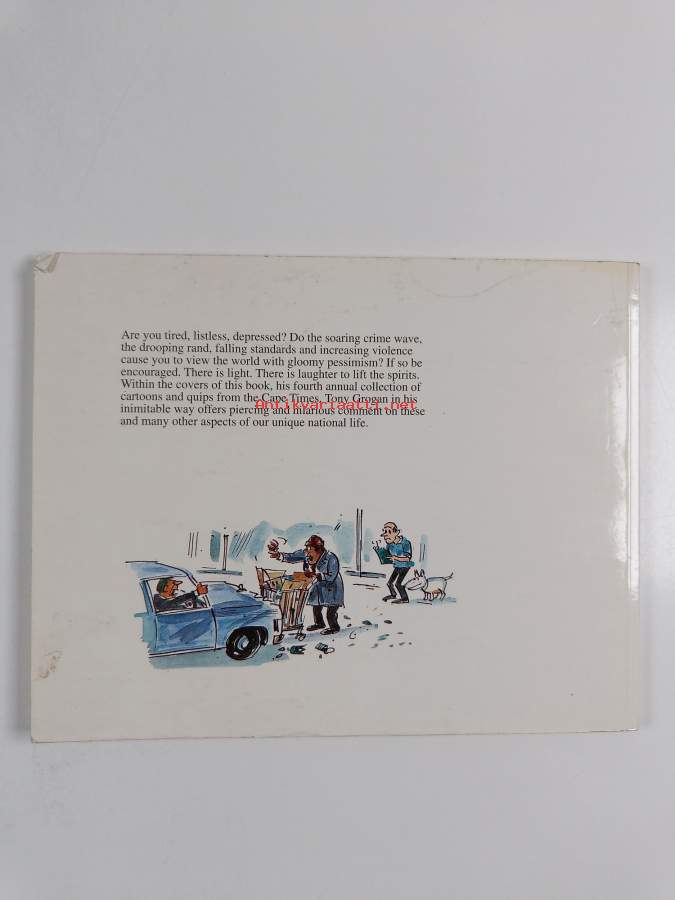 Are you tired, listless, depressed? Do the soaring crime wave,
the drooping rand, falling standards and increasing violence
cause you to view the world with gloomy pessimism? If so be
encouraged. There is light. There is laughter to lift the spirits.
Within the covers of this book, his fourth annual collection of
cartoons and quips from the Cape Times, Tony Grogan in his
Antikvariaatti.net
inimitable way offers piercing and hilarious comment on these
and many other aspects of our unique national life.